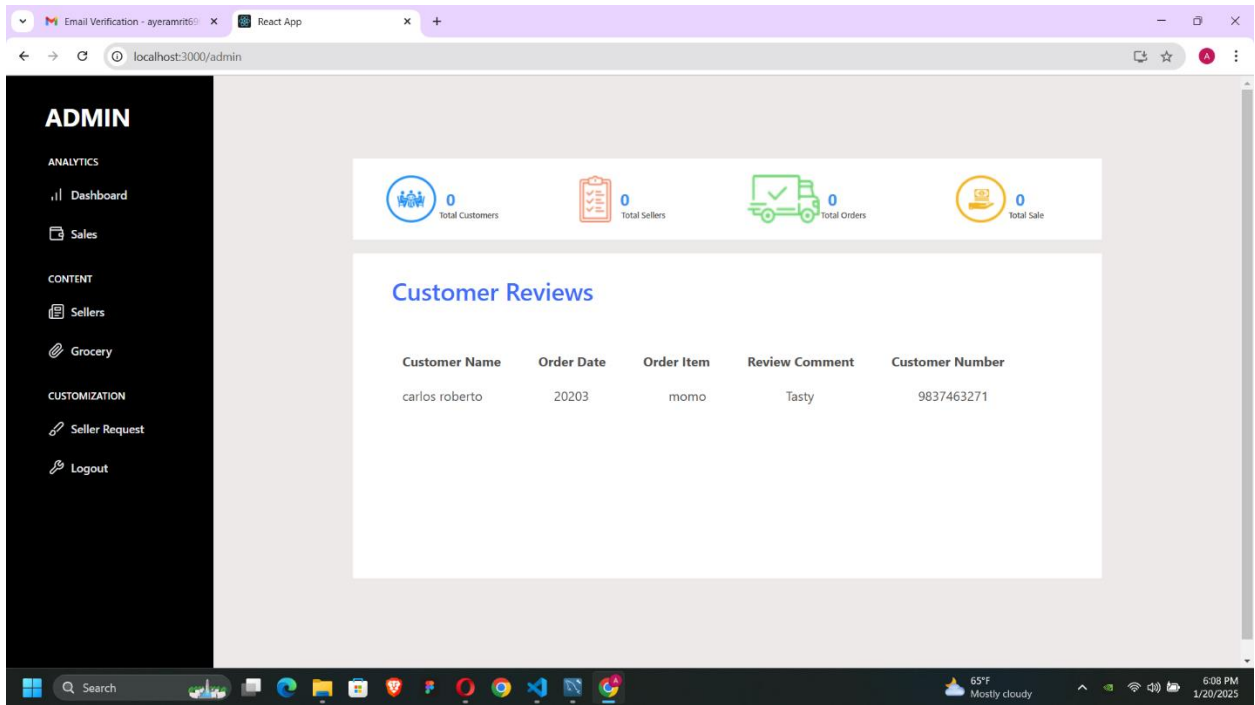 Email Verification - ayeramrit69
React App
localhost:3000/admin
A
ADMIN
ANALYTICS
Dashboard
Sales
CONTENT
Sellers
Grocery
CUSTOMIZATION
Seller Request
Logout
0
Total Customers
0
Total Sellers
0
Total Orders
0
Total Sale
Customer Reviews
Customer Name Order Date Order Item Review Comment Customer Number
carlos roberto 20203 momo Tasty 9837463271
Search
65°F
Mostly cloudy
6:08 PM
1/20/2025